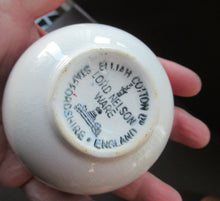 ELIJAH COTTON LTD
LORD NELSON
WARE
STAFFORDSHIRE • ENGLAND